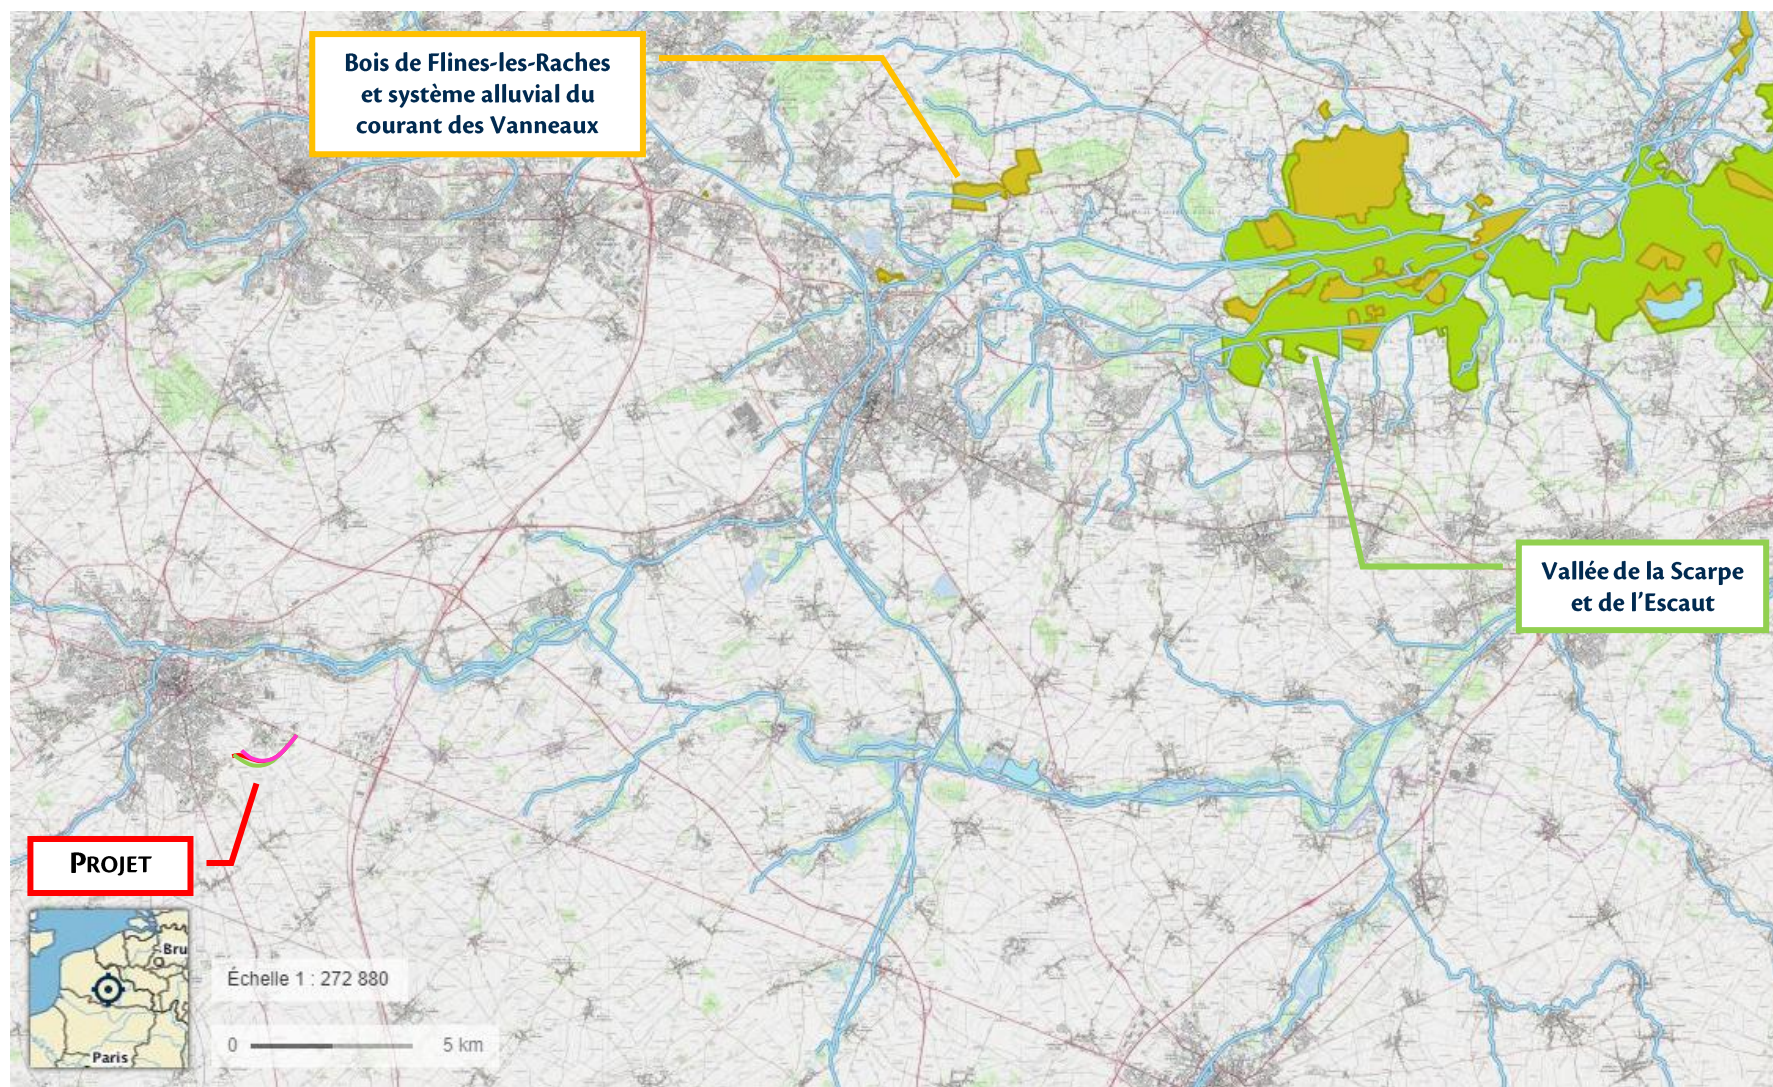 Bois de Flines-les-Raches
et système alluvial du
courant des Vanneaux
Vallée de la Scarpe
et de l'Escaut
PROJET
Bru
Paris
Échelle 1 : 272 880
0 5 km